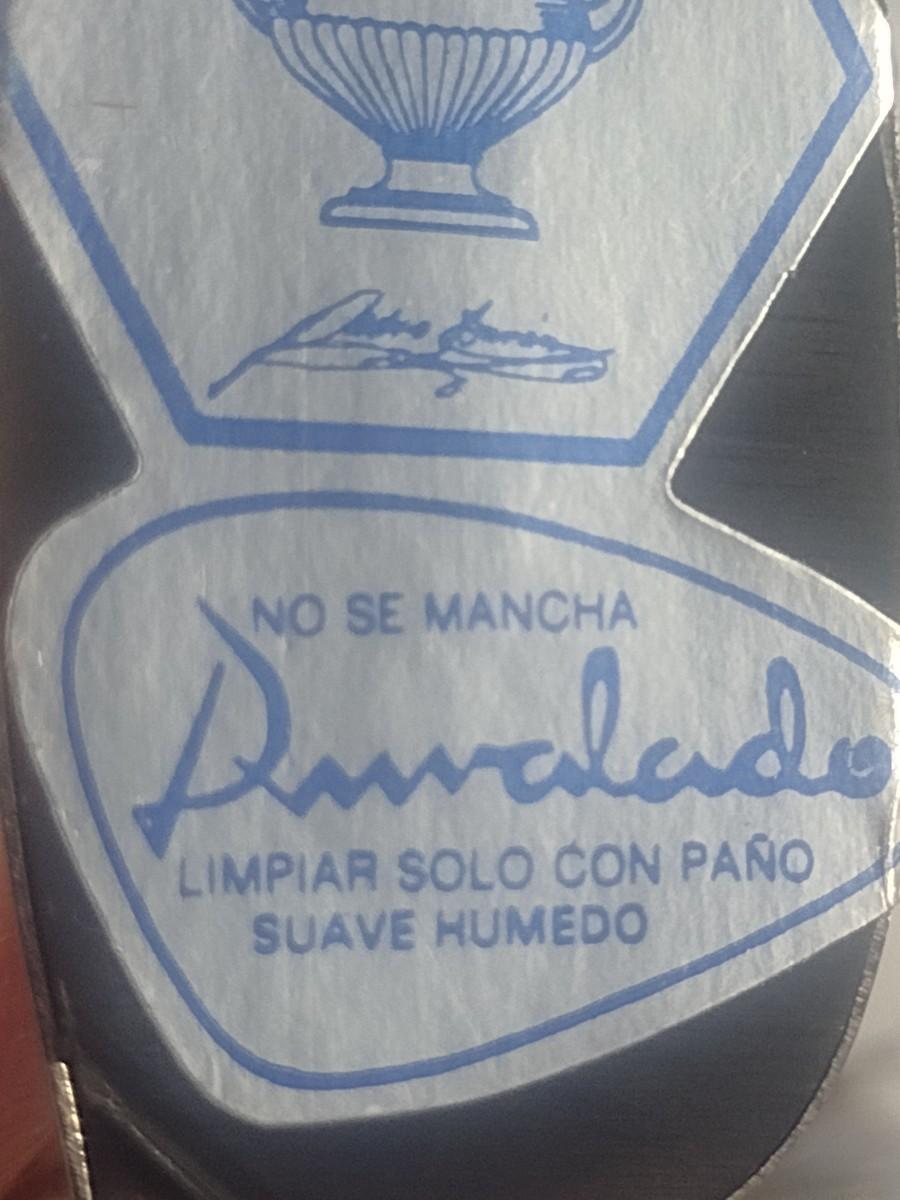 NO SE MANCHA
LIMPIAR SOLO CON PAÑO
SUAVE HUMEDO